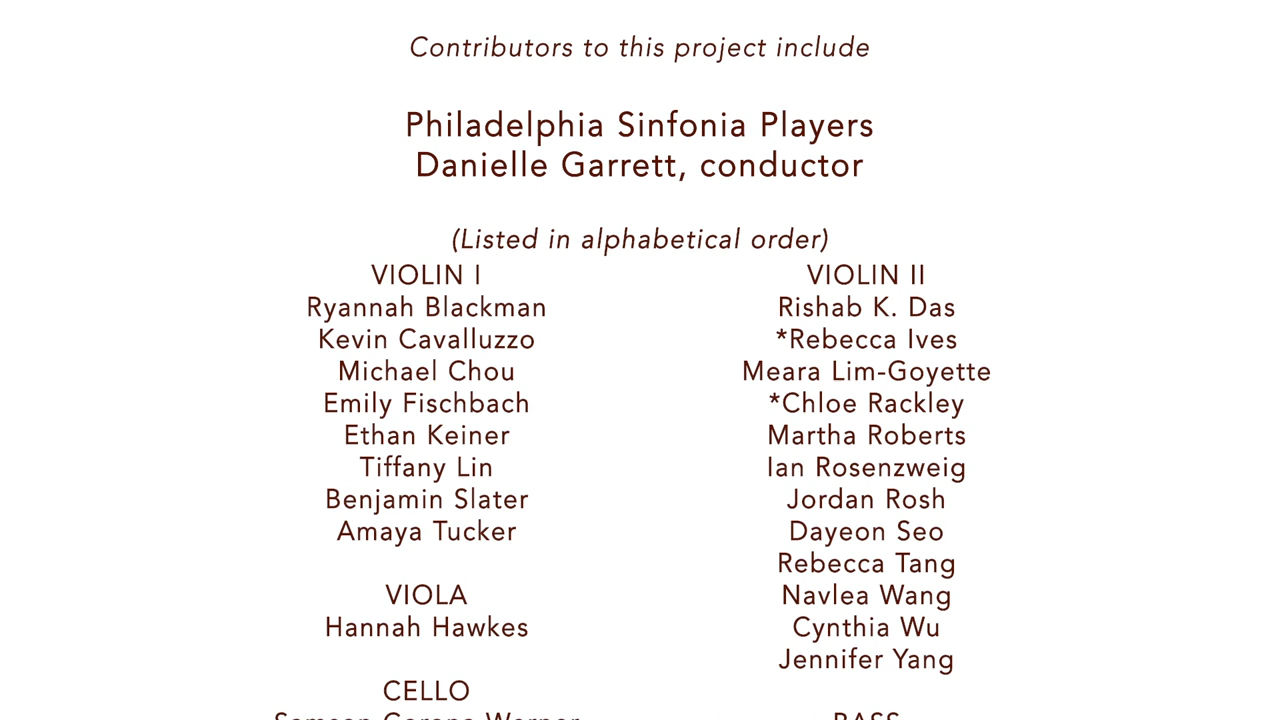 Contributors to this project include
Philadelphia Sinfonia Players
Danielle Garrett, conductor
(Listed in alphabetical order)
VIOLIN I
Ryannah Blackman
Kevin Cavalluzzo
Michael Chou
Emily Fischbach
Ethan Keiner
Tiffany Lin
Benjamin Slater
Amaya Tucker
VIOLA
Hannah Hawkes
CELLO
VIOLIN II
Rishab K. Das
*Rebecca Ives
Meara Lim-Goyette
*Chloe Rackley
Martha Roberts
Ian Rosenzweig
Jordan Rosh
Dayeon Seo
Rebecca Tang
Navlea Wang
Cynthia Wu
Jennifer Yang
BASS